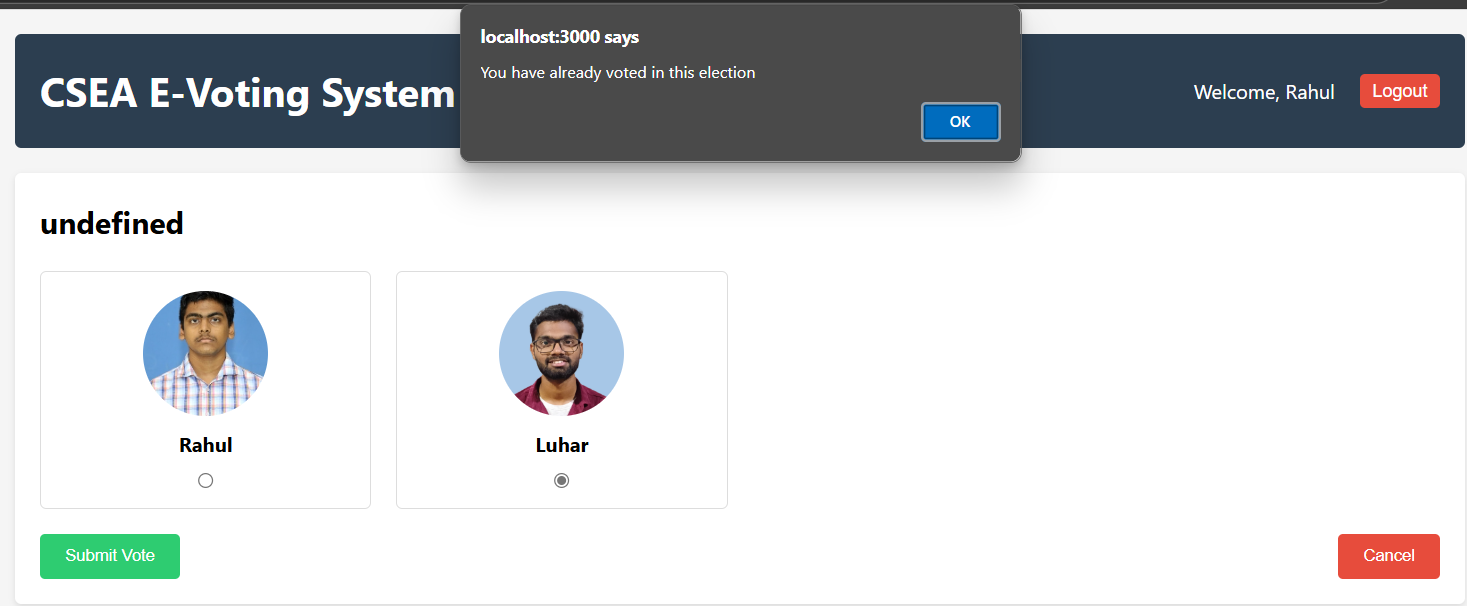 localhost:3000 says
You have already voted in this election
OK
CSEA E-Voting System
Welcome, Rahul
Logout
undefined
Rahul
Luhar
Submit Vote
Cancel